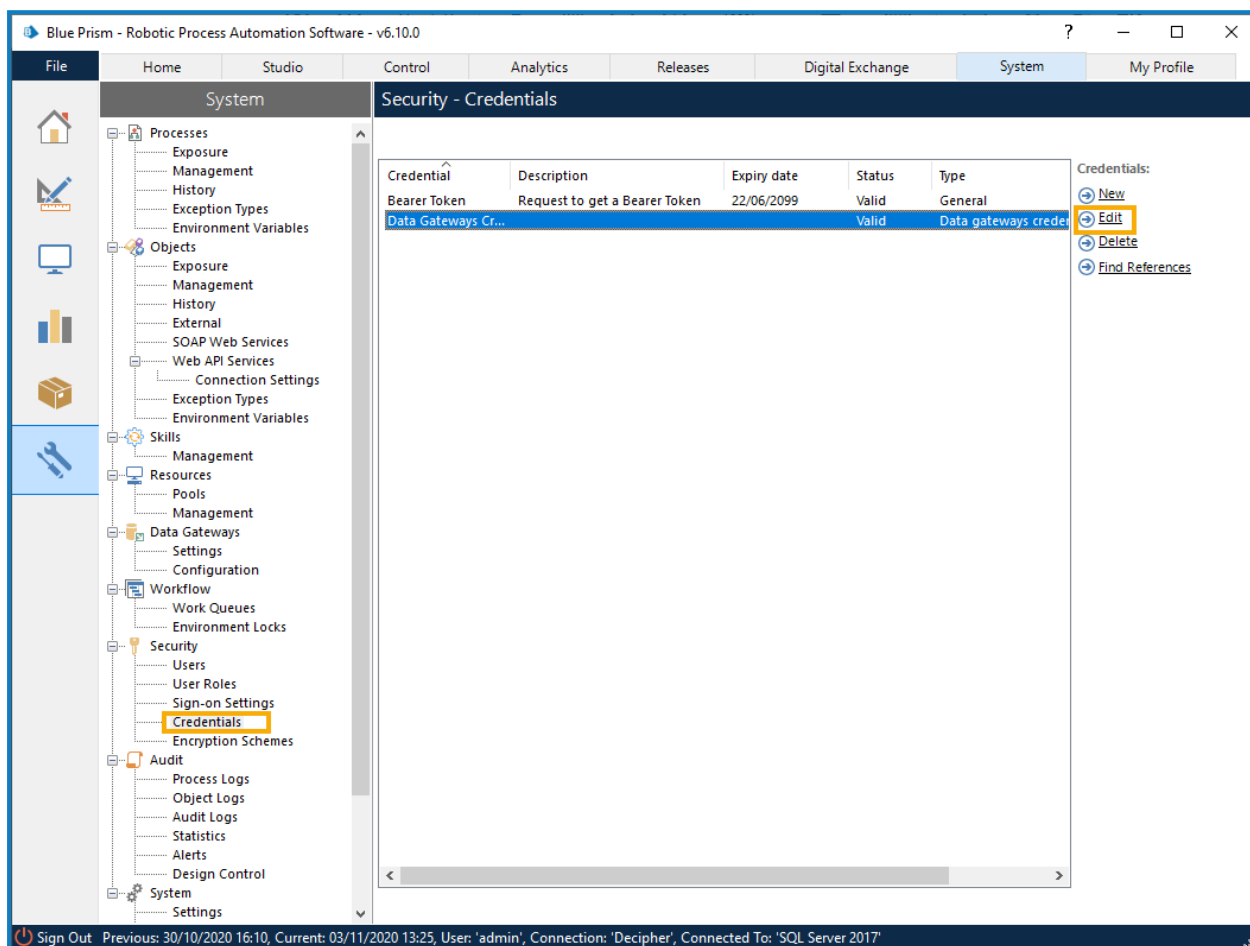 Blue Prism - Robotic Process Automation Software - v6.10.0
File Home Studio Control Analytics Releases Digital Exchange System My Profile
System
Processes
Exposure
Management
History
Exception Types
Environment Variables
Objects
Exposure
Management
History
External
SOAP Web Services
Web API Services
Connection Settings
Exception Types
Environment Variables
Skills
Management
Resources
Pools
Management
Data Gateways
Settings
Configuration
Workflow
Work Queues
Environment Locks
Security
Users
User Roles
Sign-on Settings
Credentials
Encryption Schemes
Audit
Process Logs
Object Logs
Audit Logs
Statistics
Alerts
Design Control
System
Settings
Security - Credentials
Credential Description Expiry date Status Type
Bearer Token Request to get a Bearer Token 22/06/2099 Valid General
Data Gateways Cr... Valid Data gateways creder
Credentials:
New
Edit
Delete
Find References
Sign Out Previous: 30/10/2020 16:10, Current: 03/11/2020 13:25, User: 'admin', Connection: 'Decipher', Connected To: 'SQL Server 2017'